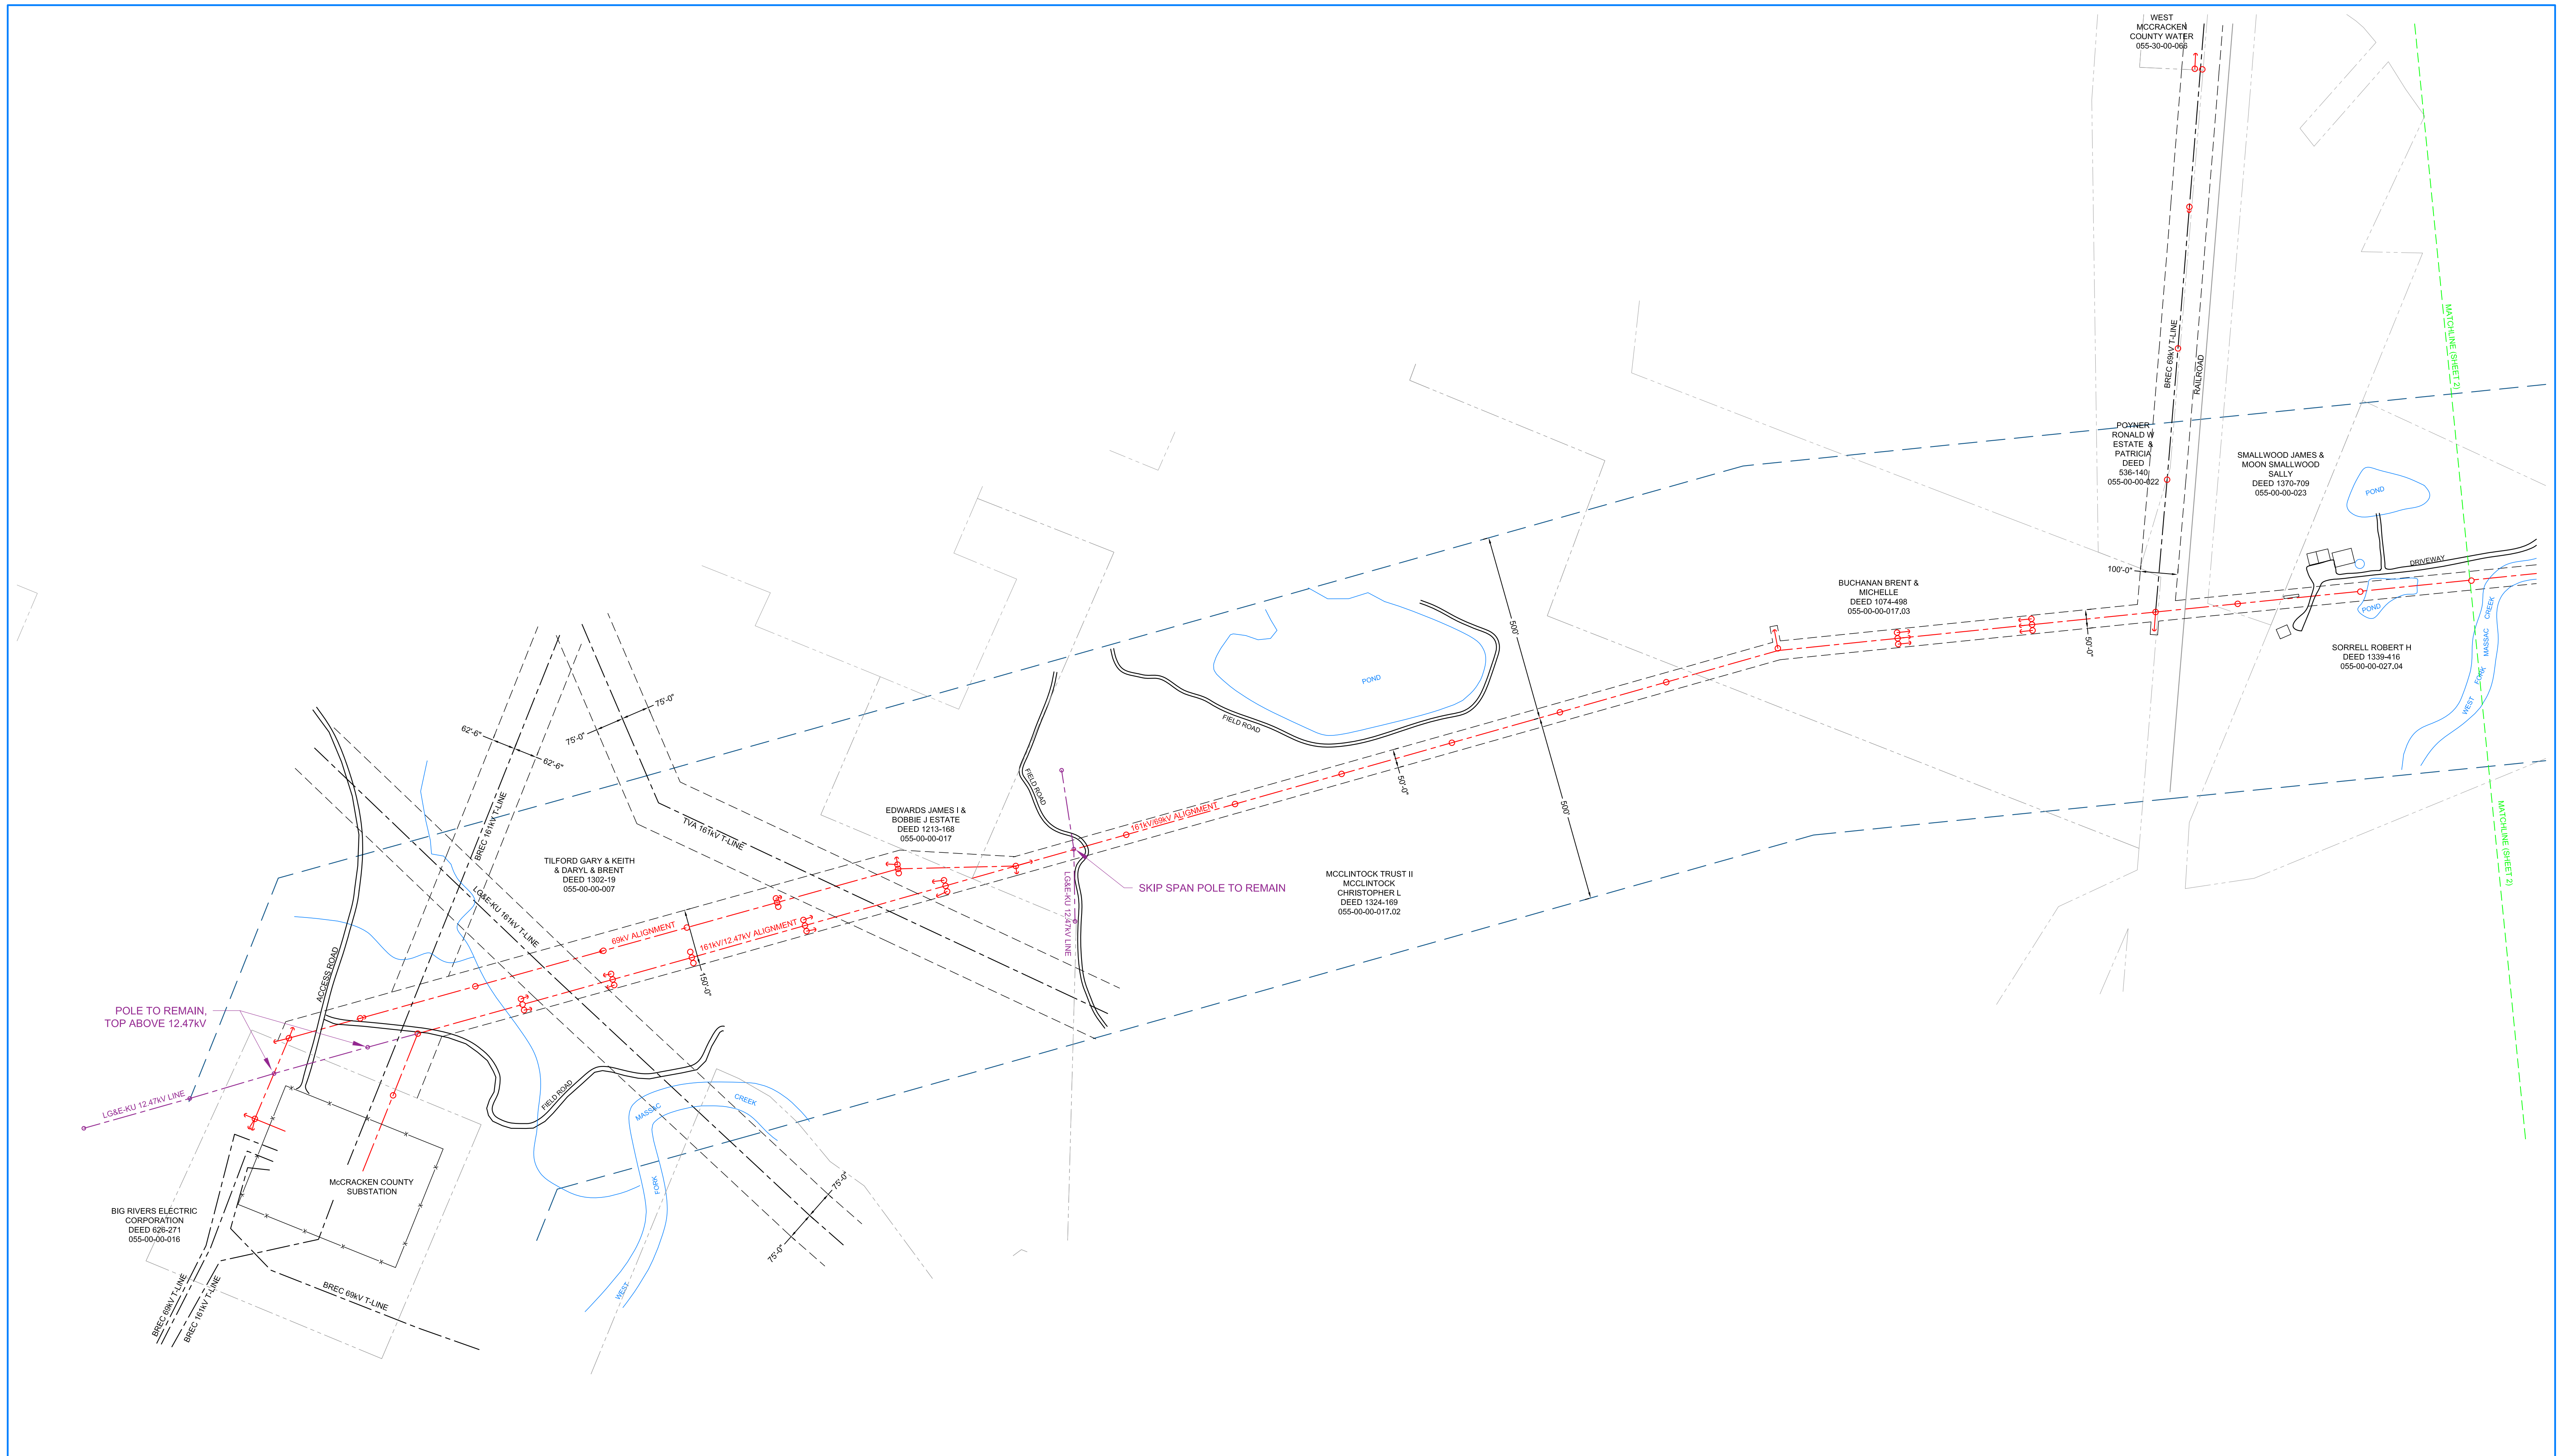 WEST
MCCRACKEN
COUNTY WATER
055-30-00-066
MATCHLINE (SHEET 2)
BREC 69kV T-LINE
RAILROAD
POYNER
RONALD W
ESTATE &
PATRICIA
DEED
536-140
055-00-00-022
SMALLWOOD JAMES &
MOON SMALLWOOD
SALLY
DEED 1370-709
055-00-00-023
POND
DRIVEWAY
100'-0"
BUCHANAN BRENT &
MICHELLE
DEED 1074-498
055-00-00-017.03
POND
50'-0"
SORRELL ROBERT H
DEED 1339-416
055-00-00-027.04
WEST FORK MASSAC CREEK
MATCHLINE (SHEET 2)
500'
500'
POND
FIELD ROAD
FIELD ROAD
50'-0"
161kV/69kV ALIGNMENT
62'-6"
62'-6"
75'-0"
75'-0"
BREC 161kV T-LINE
TVA 161kV T-LINE
EDWARDS JAMES I &
BOBBIE J ESTATE
DEED 1213-168
055-00-00-017
TILFORD GARY & KEITH
& DARYL & BRENT
DEED 1302-19
055-00-00-007
LG&E-KU 161kV T-LINE
MCCLINTOCK TRUST II
MCCLINTOCK
CHRISTOPHER L
DEED 1324-169
055-00-00-017.02
SKIP SPAN POLE TO REMAIN
LG&E-KU 12.47kV LINE
69kV ALIGNMENT
161kV/12.47kV ALIGNMENT
150'-0"
ACCESS ROAD
POLE TO REMAIN,
TOP ABOVE 12.47kV
LG&E-KU 12.47kV LINE
FIELD ROAD
MASSAC
CREEK
FORK
WEST
75'-0"
75'-0"
McCRACKEN COUNTY
SUBSTATION
BIG RIVERS ELECTRIC
CORPORATION
DEED 626-271
055-00-00-016
BREC 69kV T-LINE
BREC 161kV T-LINE
BREC 69kV T-LINE